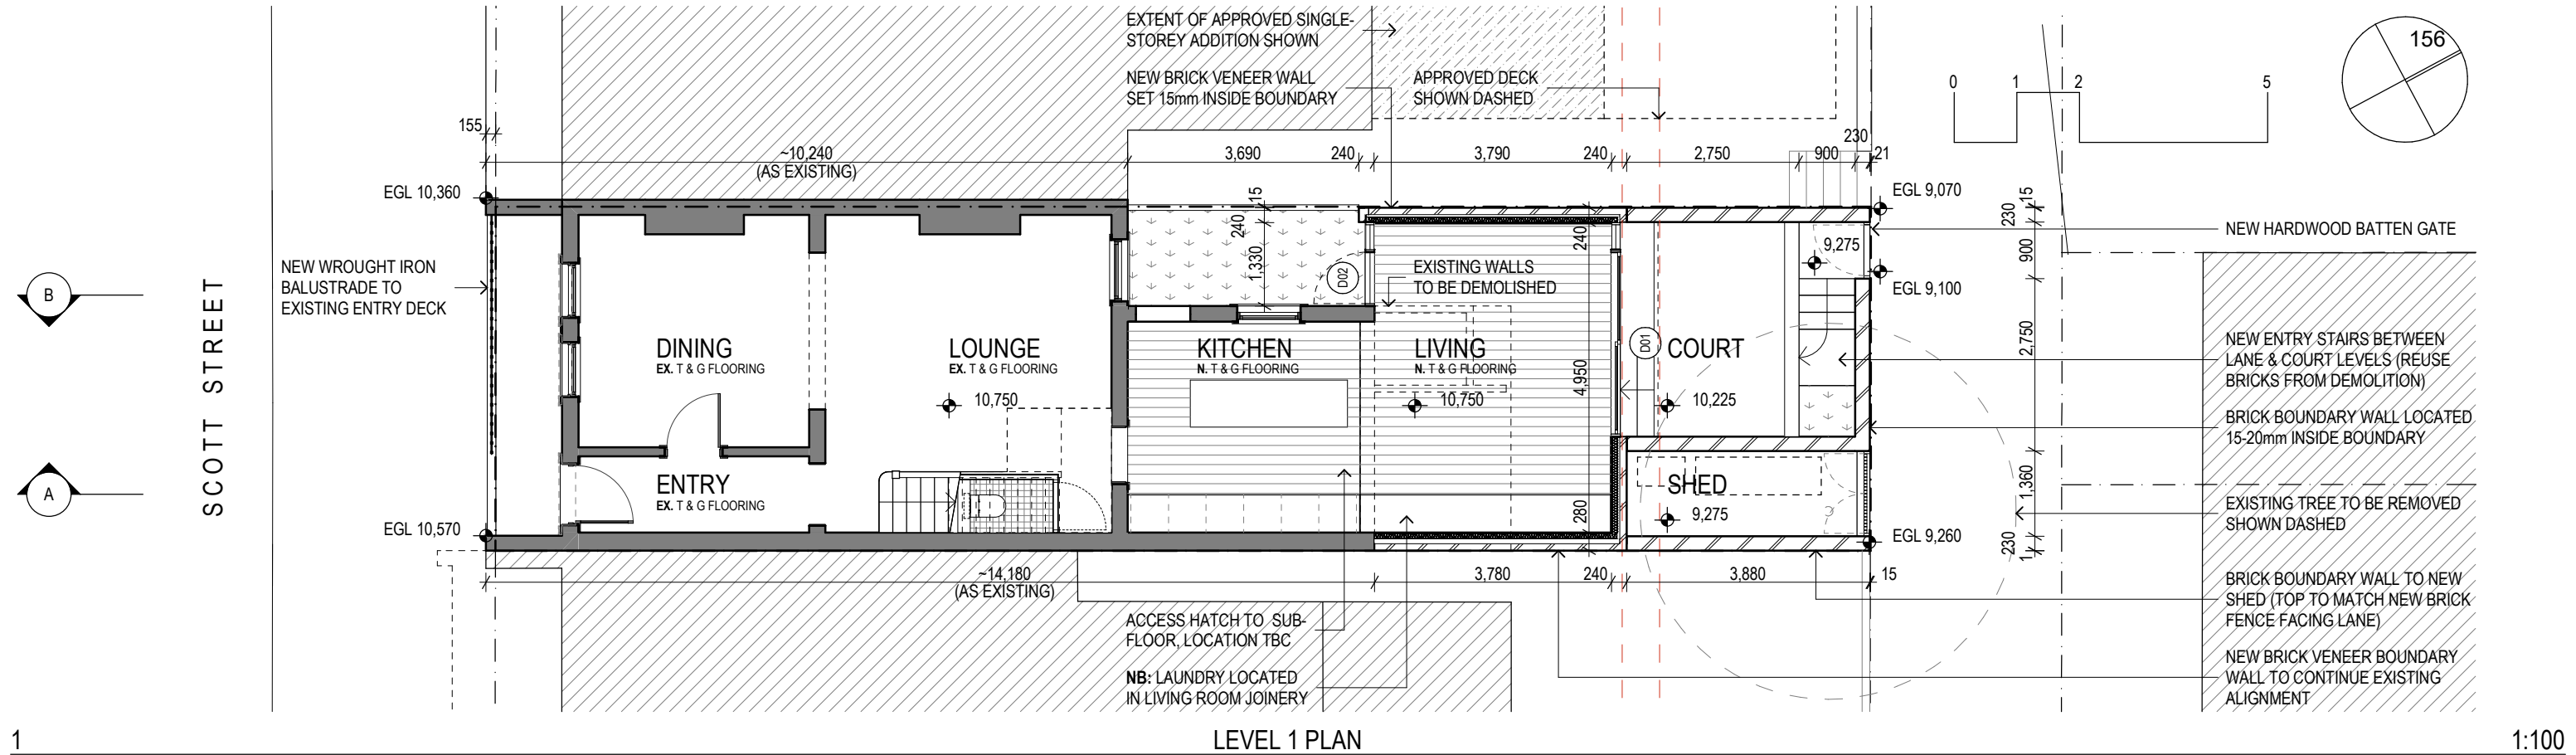 EXTENT OF APPROVED SINGLE-
STOREY ADDITION SHOWN
NEW BRICK VENEER WALL
SET 15mm INSIDE BOUNDARY
APPROVED DECK
SHOWN DASHED
156
0 1 2 5
155
~10,240
(AS EXISTING)
3,690
240
3,790
240
2,750
900
230
21
EGL 10,360
EGL 9,070
15
240
1,330
240
15
230
900
NEW HARDWOOD BATTEN GATE
9,275
EGL 9,100
NEW WROUGHT IRON
BALUSTRADE TO
EXISTING ENTRY DECK
B
SCOTT STREET
A
D02
EXISTING WALLS
TO BE DEMOLISHED
DINING
EX. T & G FLOORING
LOUNGE
EX. T & G FLOORING
10,750
KITCHEN
N. T & G FLOORING
LIVING
N. T & G FLOORING
10,750
4,950
D01
COURT
10,225
2,750
NEW ENTRY STAIRS BETWEEN
LANE & COURT LEVELS (REUSE
BRICKS FROM DEMOLITION)
BRICK BOUNDARY WALL LOCATED
15-20mm INSIDE BOUNDARY
ENTRY
EX. T & G FLOORING
280
SHED
9,275
1,360
EXISTING TREE TO BE REMOVED
SHOWN DASHED
EGL 10,570
EGL 9,260
230
1
~14,180
(AS EXISTING)
3,780
240
3,880
15
BRICK BOUNDARY WALL TO NEW
SHED (TOP TO MATCH NEW BRICK
FENCE FACING LANE)
ACCESS HATCH TO SUB-
FLOOR, LOCATION TBC
NB: LAUNDRY LOCATED
IN LIVING ROOM JOINERY
NEW BRICK VENEER BOUNDARY
WALL TO CONTINUE EXISTING
ALIGNMENT
1
LEVEL 1 PLAN
1:100